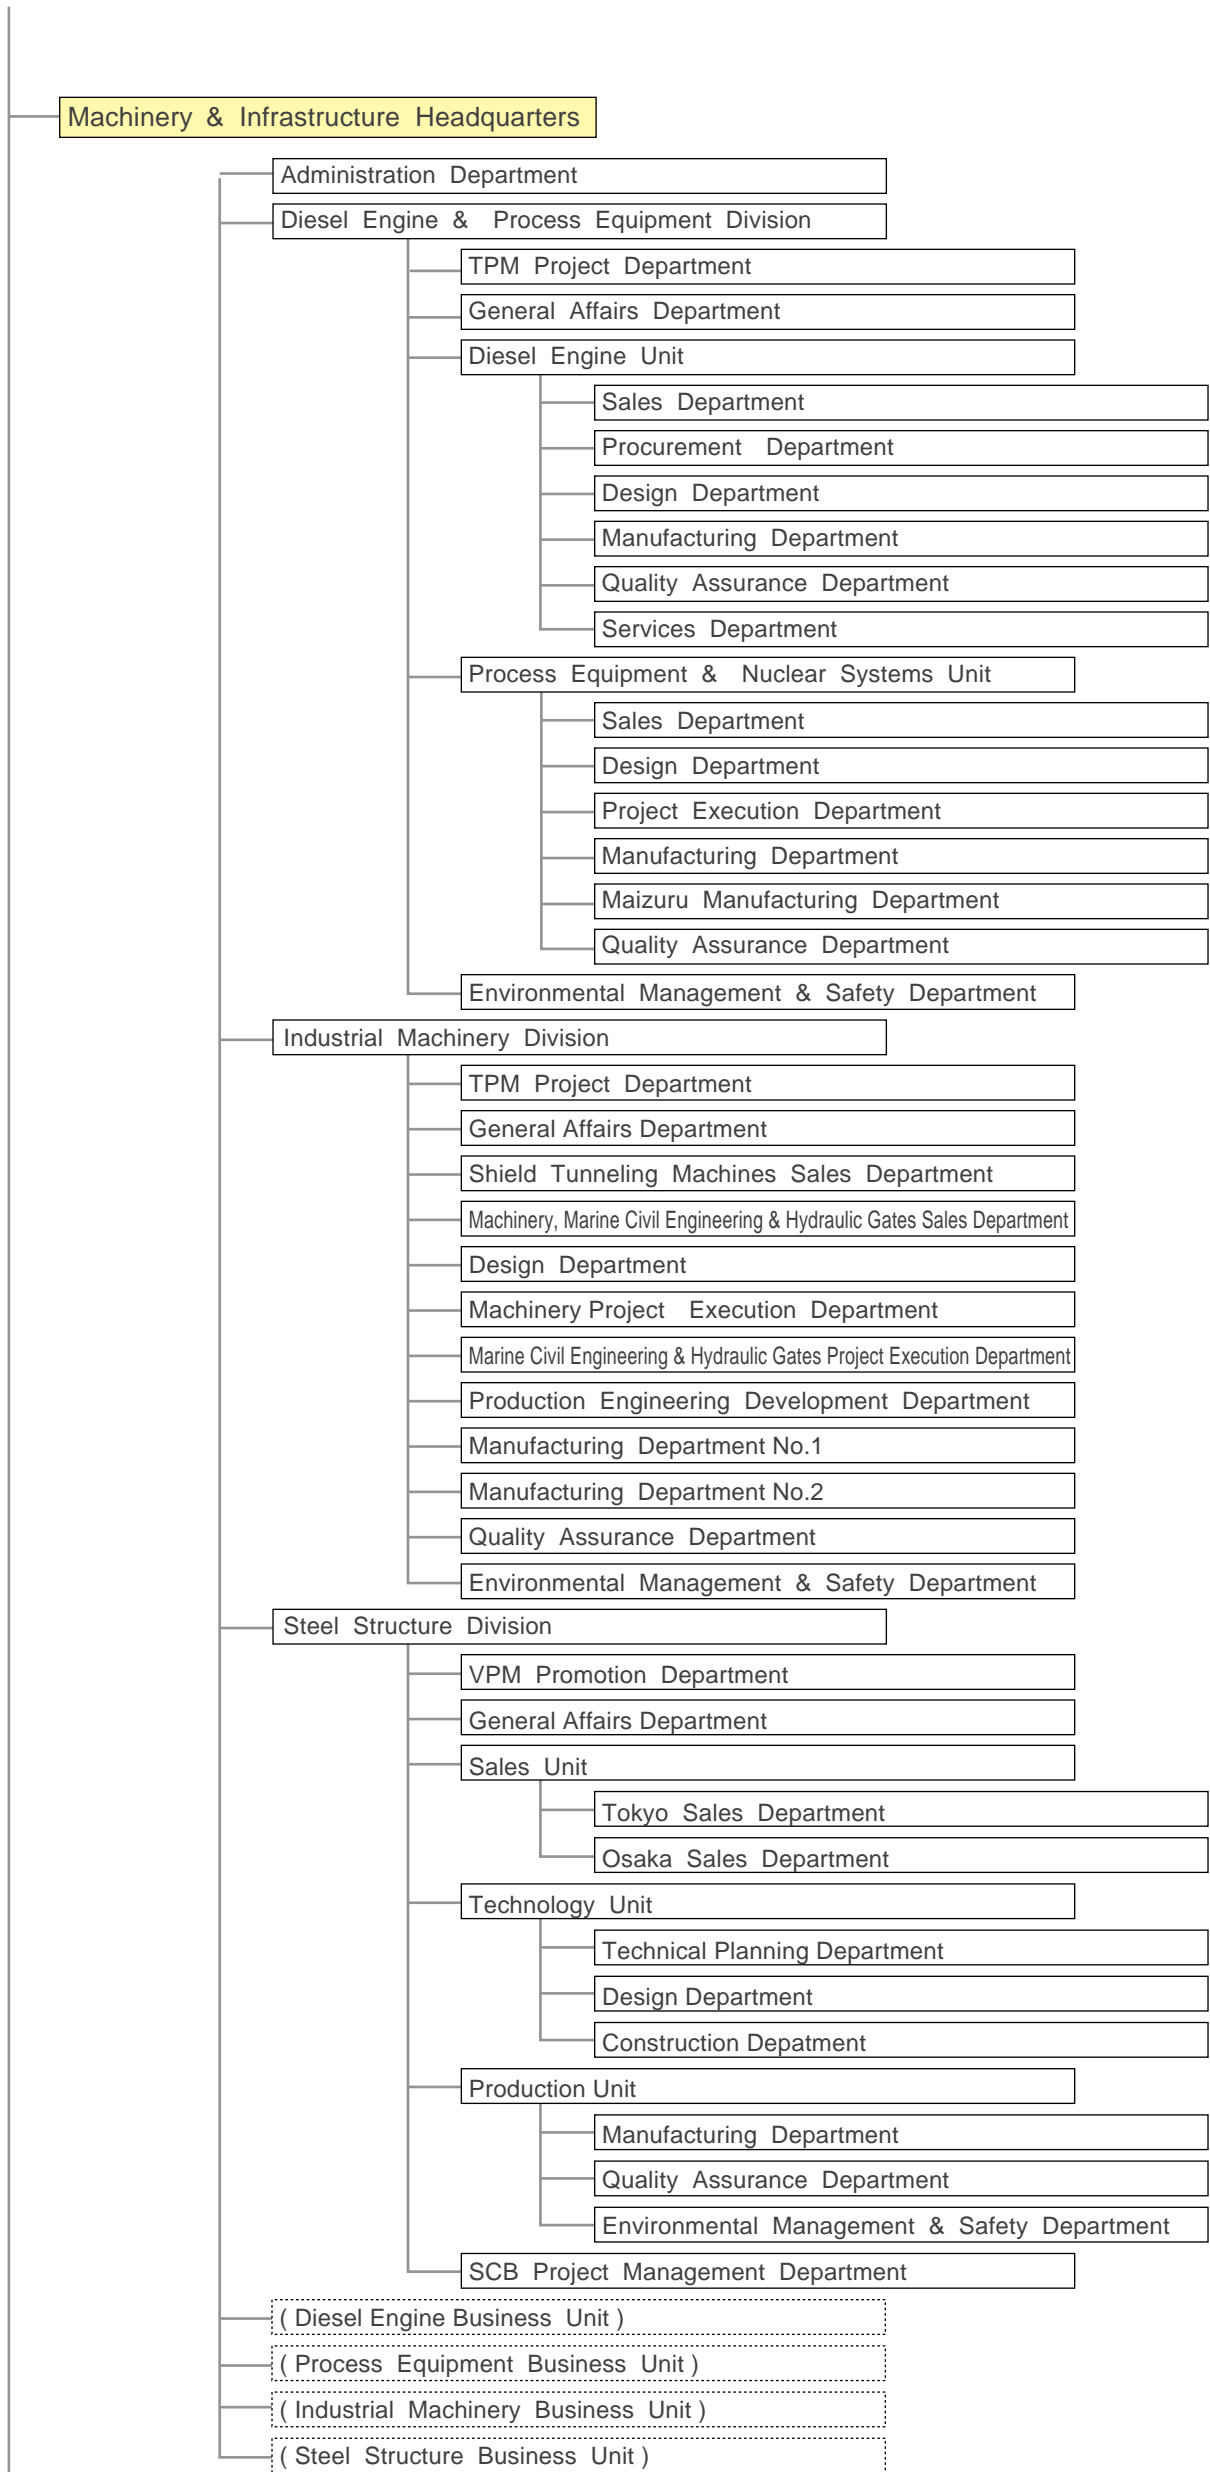 Machinery & Infrastructure Headquarters
Administration Department
Diesel Engine & Process Equipment Division
TPM Project Department
General Affairs Department
Diesel Engine Unit
Sales Department
Procurement Department
Design Department
Manufacturing Department
Quality Assurance Department
Services Department
Process Equipment & Nuclear Systems Unit
Sales Department
Design Department
Project Execution Department
Manufacturing Department
Maizuru Manufacturing Department
Quality Assurance Department
Environmental Management & Safety Department
Industrial Machinery Division
TPM Project Department
General Affairs Department
Shield Tunneling Machines Sales Department
Machinery, Marine Civil Engineering & Hydraulic Gates Sales Department
Design Department
Machinery Project Execution Department
Marine Civil Engineering & Hydraulic Gates Project Execution Department
Production Engineering Development Department
Manufacturing Department No.1
Manufacturing Department No.2
Quality Assurance Department
Environmental Management & Safety Department
Steel Structure Division
VPM Promotion Department
General Affairs Department
Sales Unit
Tokyo Sales Department
Osaka Sales Department
Technology Unit
Technical Planning Department
Design Department
Construction Depatment
Production Unit
Manufacturing Department
Quality Assurance Department
Environmental Management & Safety Department
SCB Project Management Department
( Diesel Engine Business Unit )
( Process Equipment Business Unit )
( Industrial Machinery Business Unit )
( Steel Structure Business Unit )